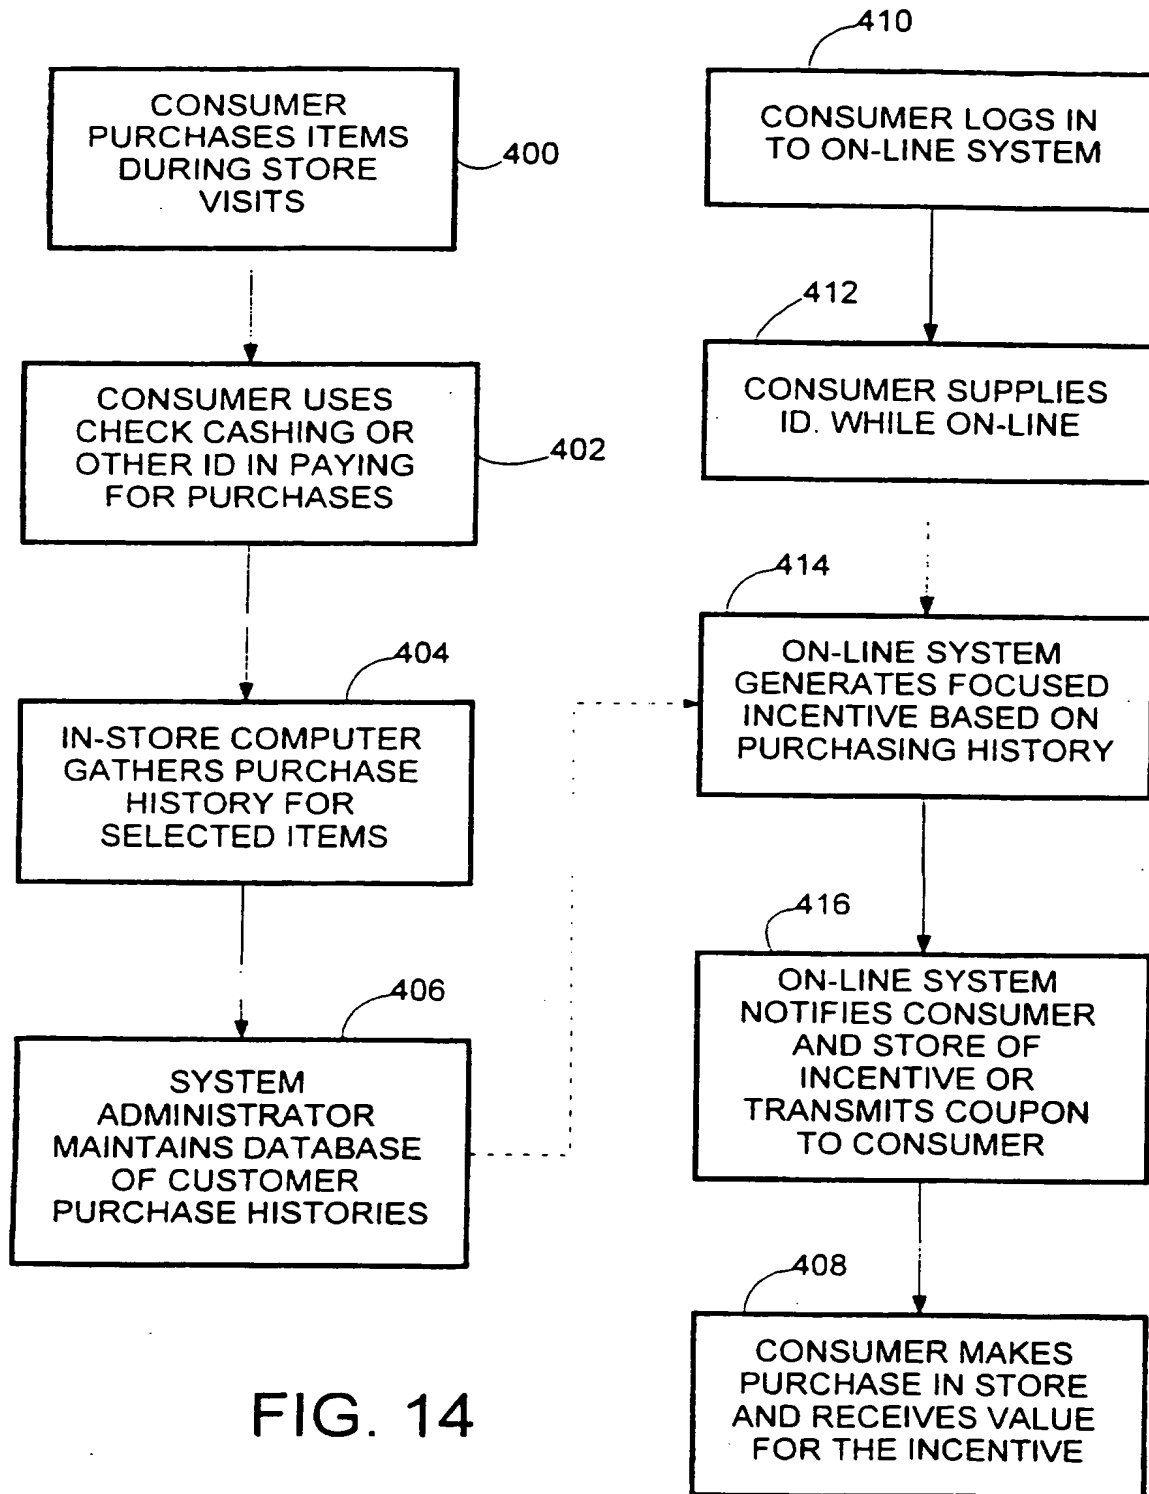 CONSUMER
PURCHASES ITEMS
DURING STORE
VISITS
400
CONSUMER USES
CHECK CASHING OR
OTHER ID IN PAYING
FOR PURCHASES
402
404
IN-STORE COMPUTER
GATHERS PURCHASE
HISTORY FOR
SELECTED ITEMS
406
SYSTEM
ADMINISTRATOR
MAINTAINS DATABASE
OF CUSTOMER
PURCHASE HISTORIES
410
CONSUMER LOGS IN
TO ON-LINE SYSTEM
412
CONSUMER SUPPLIES
ID. WHILE ON-LINE
414
ON-LINE SYSTEM
GENERATES FOCUSED
INCENTIVE BASED ON
PURCHASING HISTORY
416
ON-LINE SYSTEM
NOTIFIES CONSUMER
AND STORE OF
INCENTIVE OR
TRANSMITS COUPON
TO CONSUMER
408
CONSUMER MAKES
PURCHASE IN STORE
AND RECEIVES VALUE
FOR THE INCENTIVE
FIG. 14